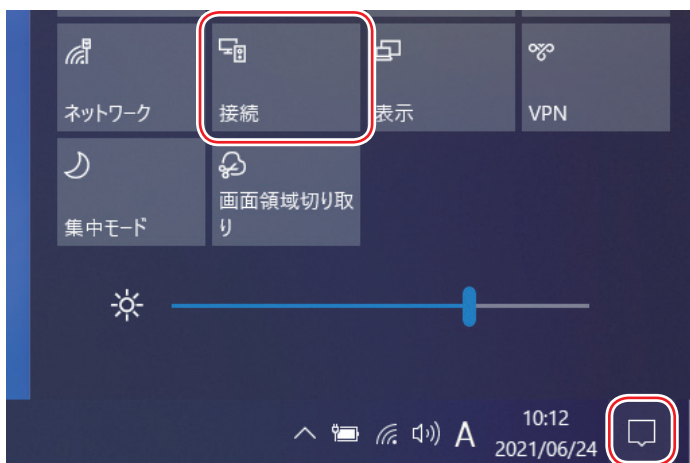 ネットワーク
接続
表示
VPN
集中モード
画面領域切り取
り
A
10:12
2021/06/24